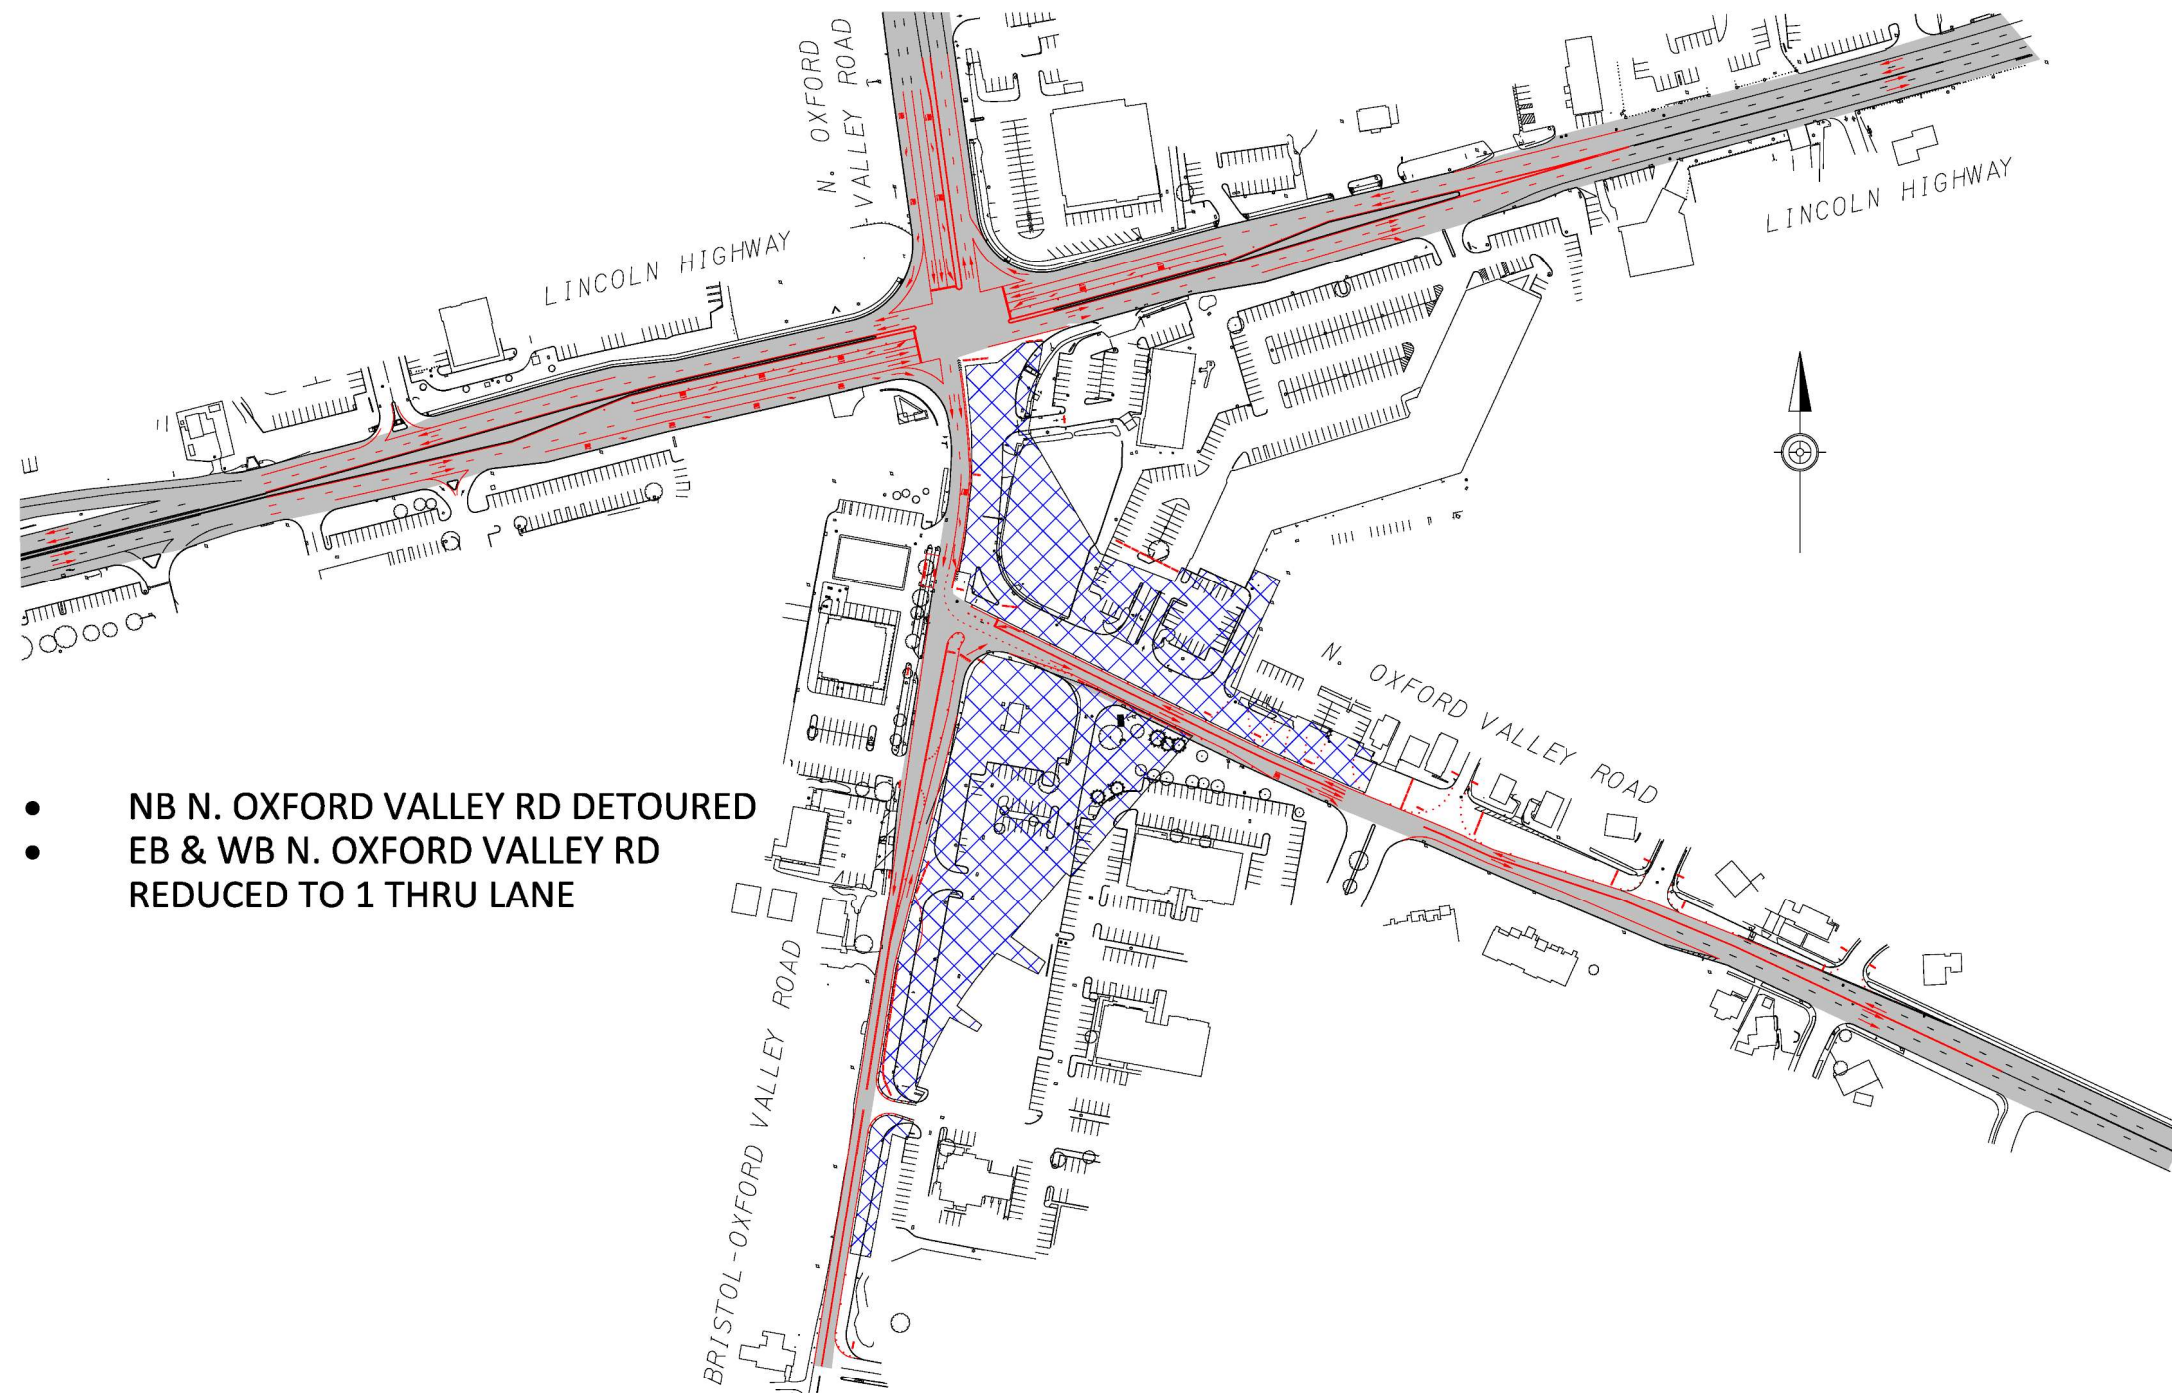 N. OXFORD
VALLEY ROAD
LINCOLN HIGHWAY
LINCOLN HIGHWAY
N. OXFORD VALLEY ROAD
• NB N. OXFORD VALLEY RD DETOURED
• EB & WB N. OXFORD VALLEY RD
REDUCED TO 1 THRU LANE
BRISTOL-OXFORD VALLEY ROAD